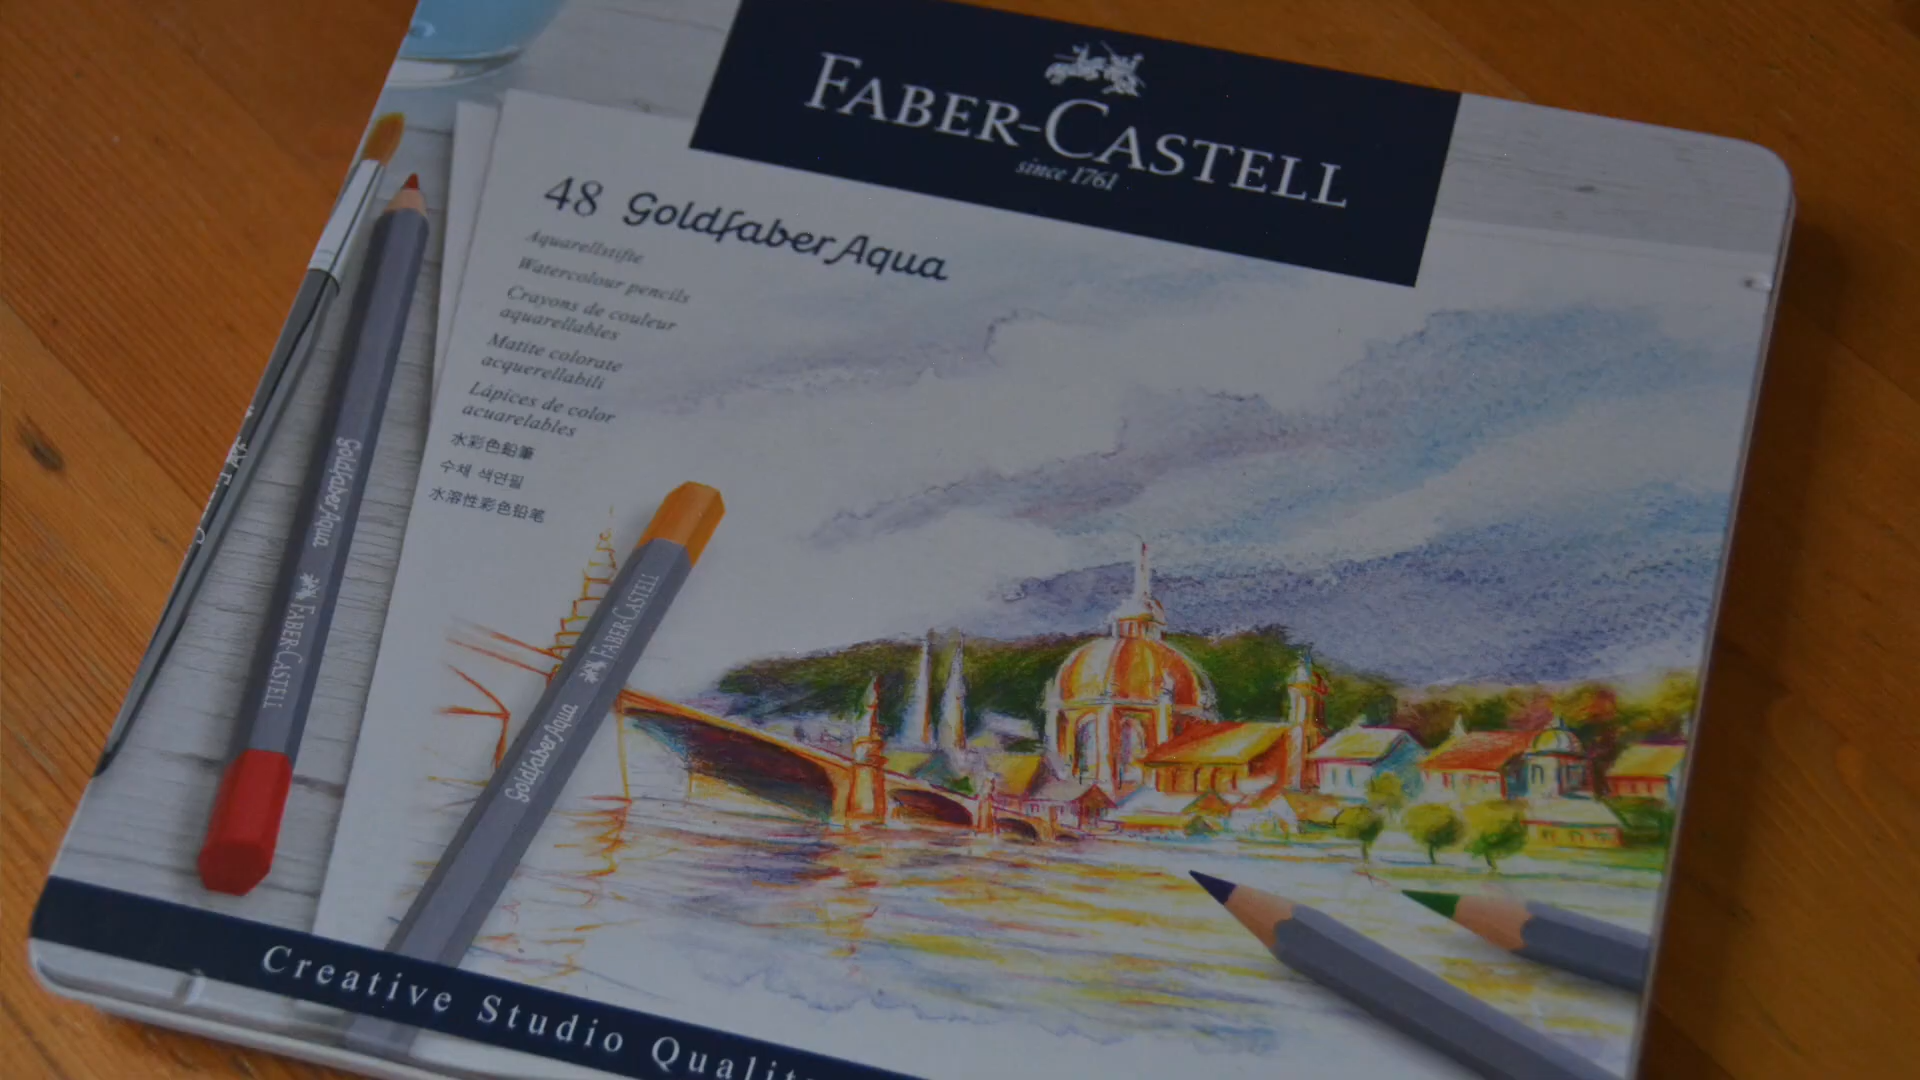 FABER-CASTELL
since 1761
48 Goldfaber Aqua
Aquarellstifte
Watercolour pencils
Crayons de couleur
aquarellables
Matite colorate
acquerellabili
Lápices de color
acuarelables
水彩色鉛筆
수채 색연필
水溶性彩色铅笔
Goldfaber Aqua
FABER-CASTELL
FABER-CASTELL
Goldfaber Aqua
Creative Studio